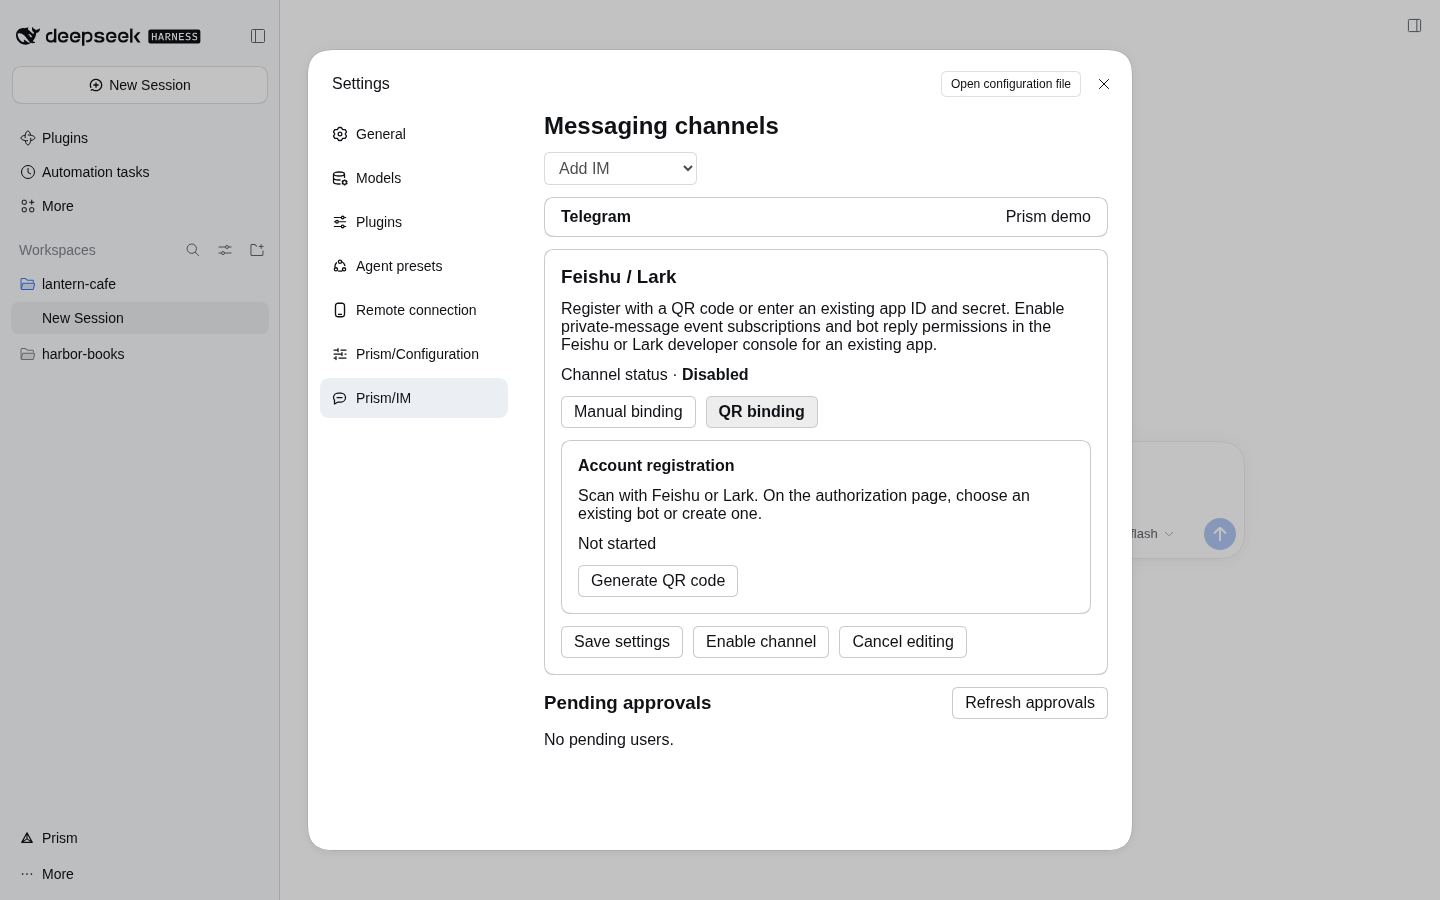 deepseek HARNESS
New Session
Plugins
Automation tasks
More
Workspaces
lantern-cafe
New Session
harbor-books
Prism
More
Settings
Open configuration file
General
Models
Plugins
Agent presets
Remote connection
Prism/Configuration
Prism/IM
Messaging channels
Add IM
Telegram
Prism demo
Feishu / Lark
Register with a QR code or enter an existing app ID and secret. Enable
private-message event subscriptions and bot reply permissions in the
Feishu or Lark developer console for an existing app.
Channel status · Disabled
Manual binding
QR binding
Account registration
Scan with Feishu or Lark. On the authorization page, choose an
existing bot or create one.
Not started
Generate QR code
Save settings
Enable channel
Cancel editing
Pending approvals
Refresh approvals
No pending users.
flash